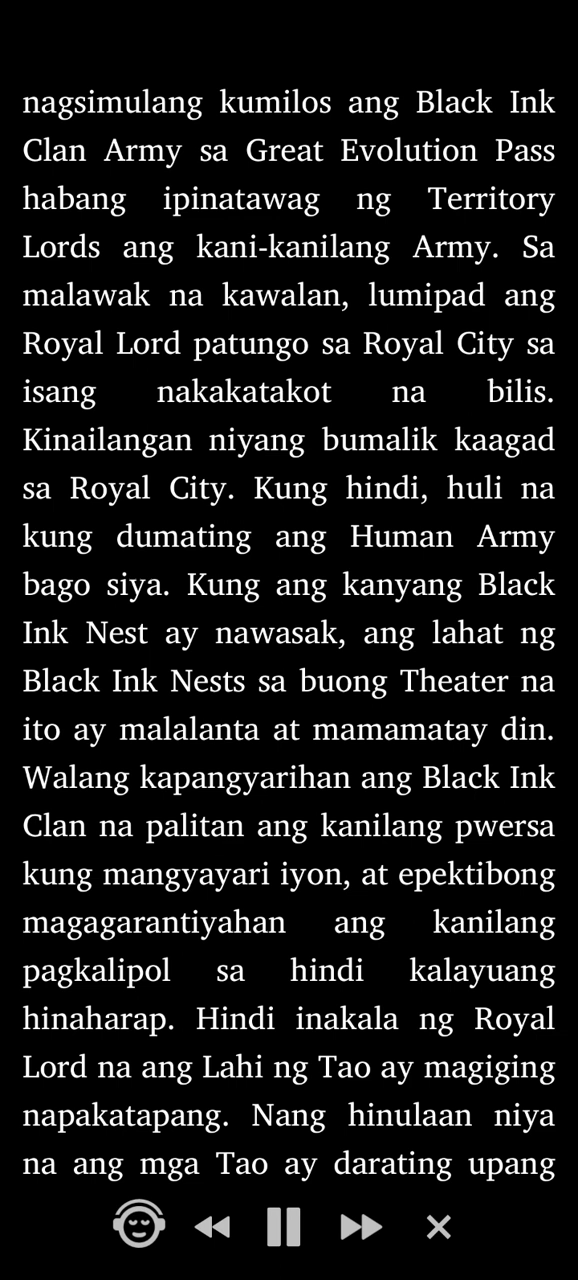 nagsimulang kumilos ang Black Ink
Clan Army sa Great Evolution Pass
habang ipinatawag ng Territory
Lords ang kani-kanilang Army. Sa
malawak na kawalan, lumipad ang
Royal Lord patungo sa Royal City sa
isang nakakatakot na bilis.
Kinailangan niyang bumalik kaagad
sa Royal City. Kung hindi, huli na
kung dumating ang Human Army
bago siya. Kung ang kanyang Black
Ink Nest ay nawasak, ang lahat ng
Black Ink Nests sa buong Theater na
ito ay malalanta at mamamatay din.
Walang kapangyarihan ang Black Ink
Clan na palitan ang kanilang pwersa
kung mangyayari iyon, at epektibong
magagarantiyahan ang kanilang
pagkalipol sa hindi kalayuang
hinaharap. Hindi inakala ng Royal
Lord na ang Lahi ng Tao ay magiging
napakatapang. Nang hinulaan niya
na ang mga Tao ay darating upang